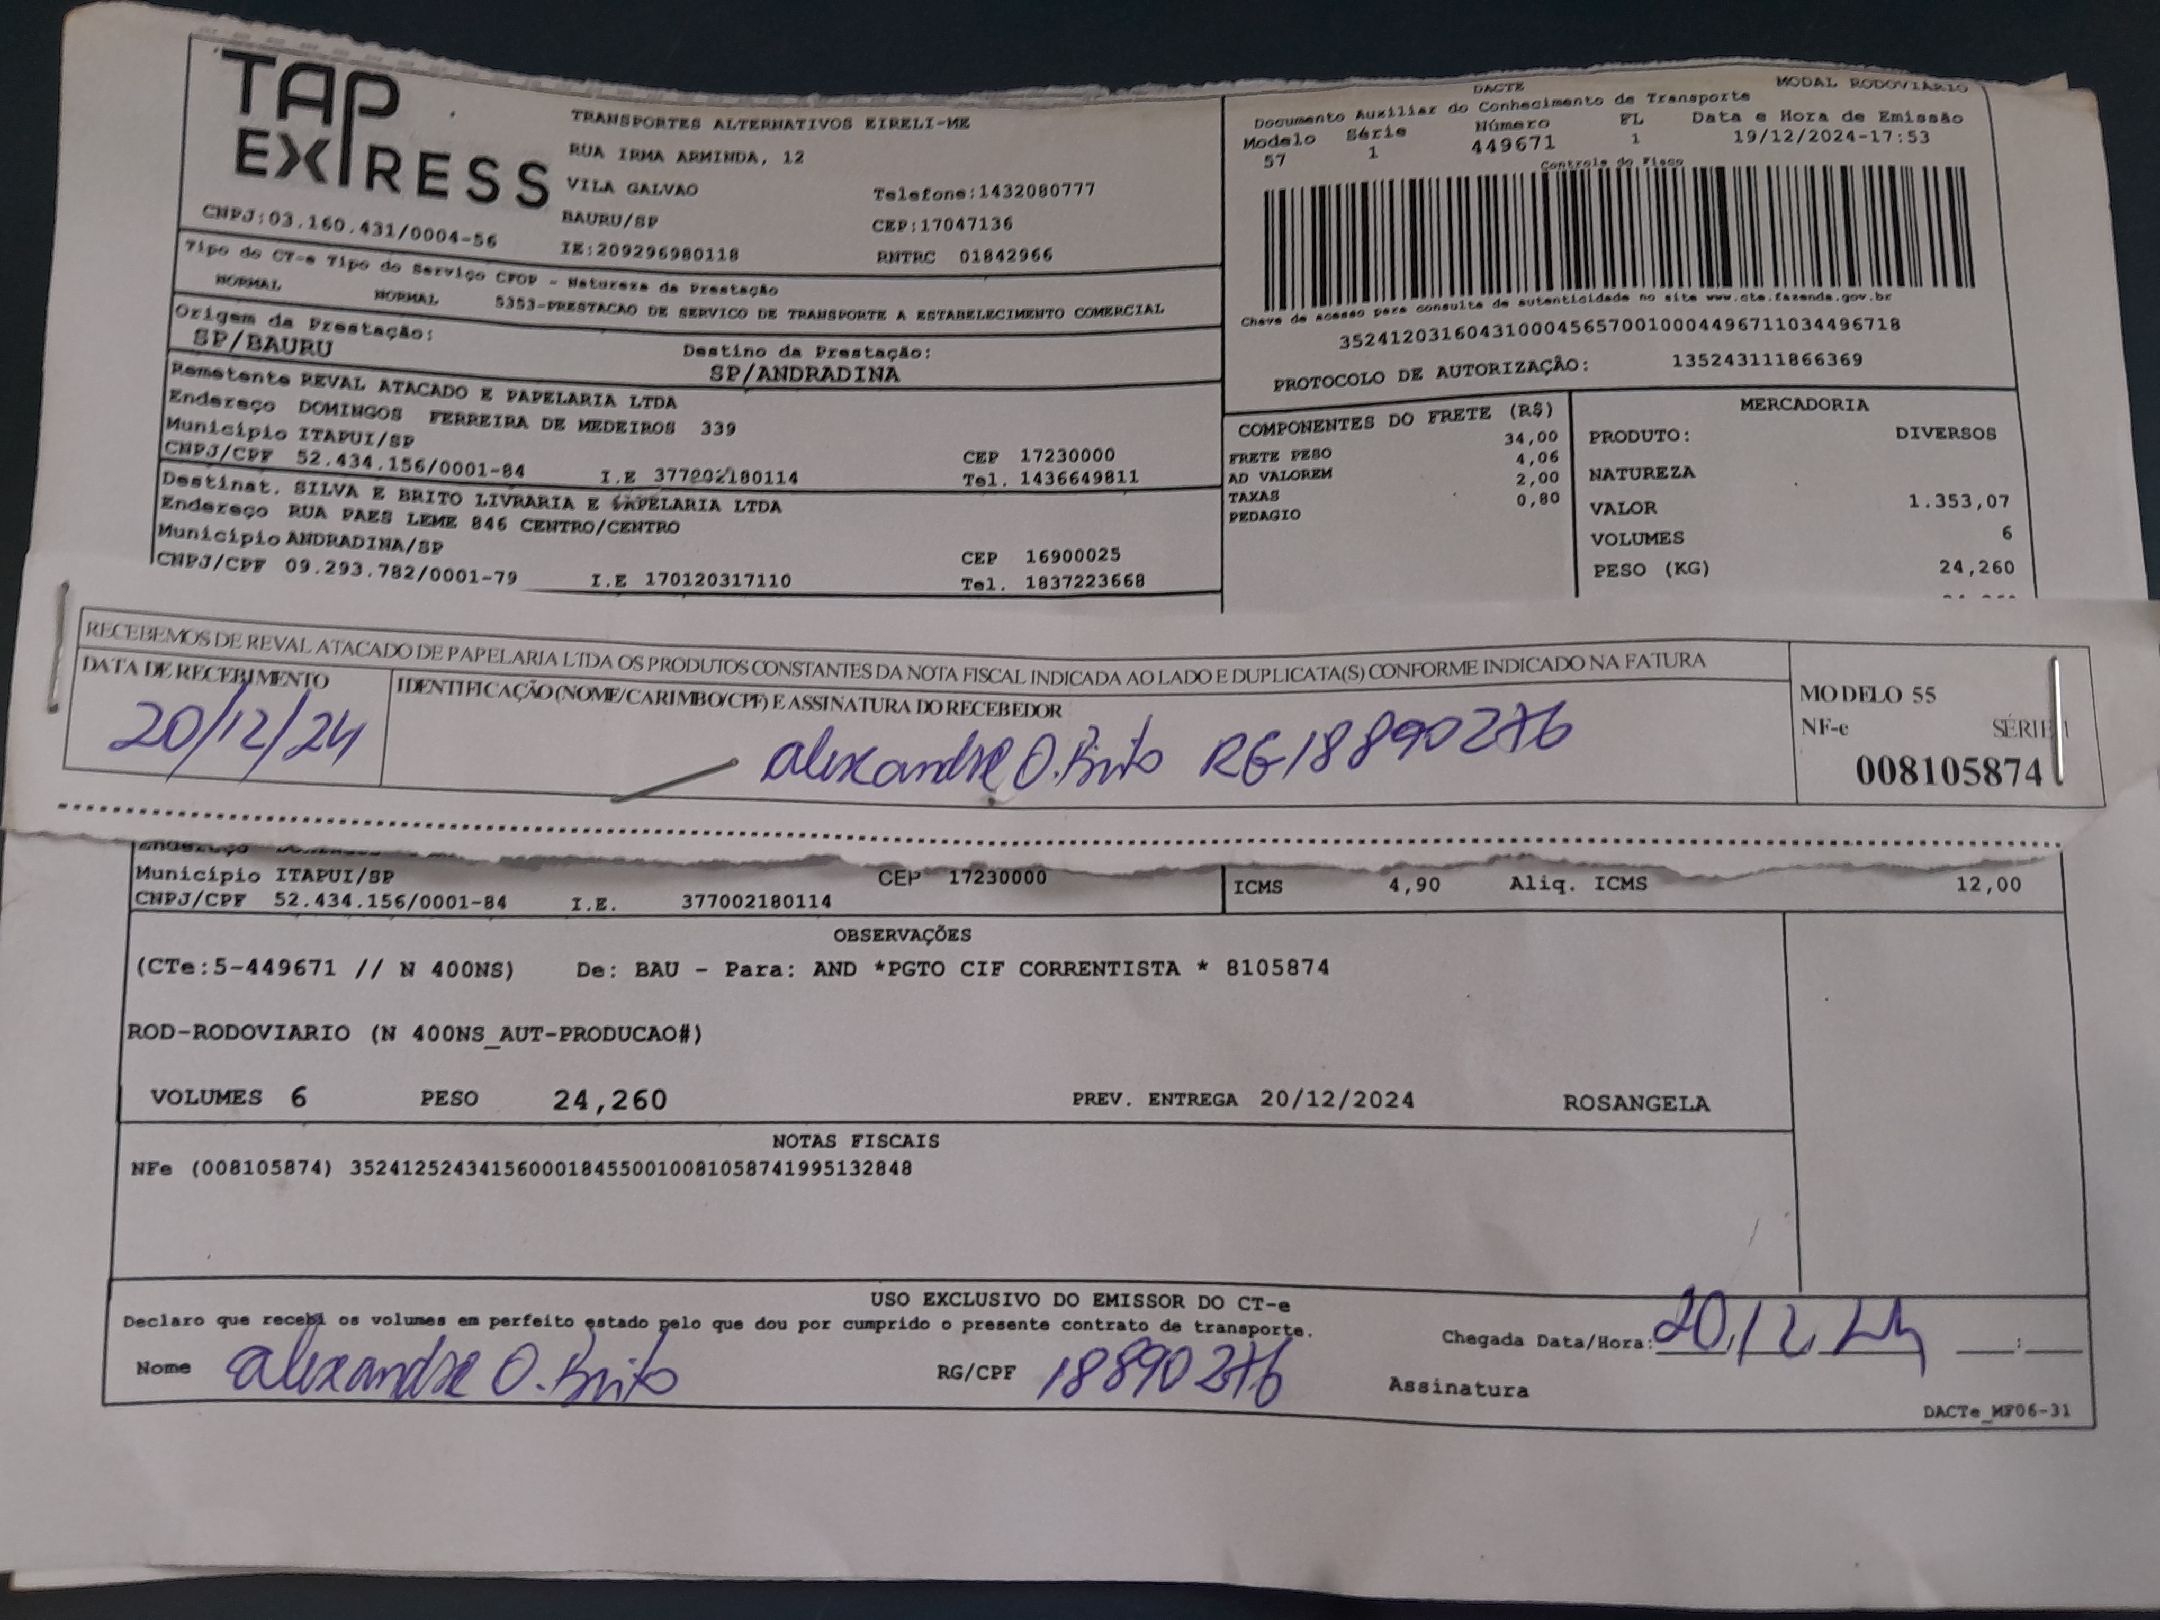 TAP
EXPRESS
CNPJ:03.160.431/0004-56
TRANSPORTES ALTERNATIVOS EIRELI-ME
RUA IRMA ARMINDA, 12
VILA GALVAO Telefone:1432080777
BAURU/SP CEP:17047136
IE:209296980118 RNTRC 01842966
DACTE MODAL RODOVIÁRIO
Documento Auxiliar do Conhecimento de Transporte
Modelo Série Número FL Data e Hora de Emissão
57 1 449671 1 19/12/2024-17:53
Controle do Fisco
Chave de acesso para consulta de autenticidade no site www.cte.fazenda.gov.br
35241203160431000456570010004496711034496718
PROTOCOLO DE AUTORIZAÇÃO: 135243111866369
Tipo do CT-e Tipo do Serviço CFOP - Natureza da Prestação
NORMAL NORMAL 5353-PRESTACAO DE SERVICO DE TRANSPORTE A ESTABELECIMENTO COMERCIAL
Origem da Prestação: Destino da Prestação:
SP/BAURU SP/ANDRADINA
Remetente REVAL ATACADO E PAPELARIA LTDA
Endereço DOMINGOS FERREIRA DE MEDEIROS 339
Município ITAPUI/SP CEP 17230000
CNPJ/CPF 52.434.156/0001-84 I.E 377002180114 Tel. 1436649811
Destinat. SILVA E BRITO LIVRARIA E PAPELARIA LTDA
Endereço RUA PAES LEME 846 CENTRO/CENTRO
Município ANDRADINA/SP CEP 16900025
CNPJ/CPF 09.293.782/0001-79 I.E 170120317110 Tel. 1837223668
COMPONENTES DO FRETE (R$)
FRETE PESO 34,00
AD VALOREM 4,06
TAXAS 2,00
PEDAGIO 0,80
MERCADORIA
PRODUTO: DIVERSOS
NATUREZA
VALOR 1.353,07
VOLUMES 6
PESO (KG) 24,260
RECEBEMOS DE REVAL ATACADO DE PAPELARIA LTDA OS PRODUTOS CONSTANTES DA NOTA FISCAL INDICADA AO LADO E DUPLICATA(S) CONFORME INDICADO NA FATURA
DATA DE RECEBIMENTO IDENTIFICAÇÃO (NOME/CARIMBO/CPF) E ASSINATURA DO RECEBEDOR
20/12/24 alexandre O. Brito RG 18890276
MODELO 55
NF-e SÉRIE 1
008105874
Município ITAPUI/SP CEP 17230000
CNPJ/CPF 52.434.156/0001-84 I.E. 377002180114
ICMS 4,90 Aliq. ICMS 12,00
OBSERVAÇÕES
(CTe:5-449671 // N 400NS) De: BAU - Para: AND *PGTO CIF CORRENTISTA * 8105874
ROD-RODOVIARIO (N 400NS_AUT-PRODUCAO#)
VOLUMES 6 PESO 24,260 PREV. ENTREGA 20/12/2024 ROSANGELA
NOTAS FISCAIS
NFe (008105874) 35241252434156000184550010081058741995132848
USO EXCLUSIVO DO EMISSOR DO CT-e
Declaro que recebi os volumes em perfeito estado pelo que dou por cumprido o presente contrato de transporte.
Chegada Data/Hora: 20/12/24 :
Nome alexandre O. Brito RG/CPF 18890276 Assinatura
DACTe_MF06-31